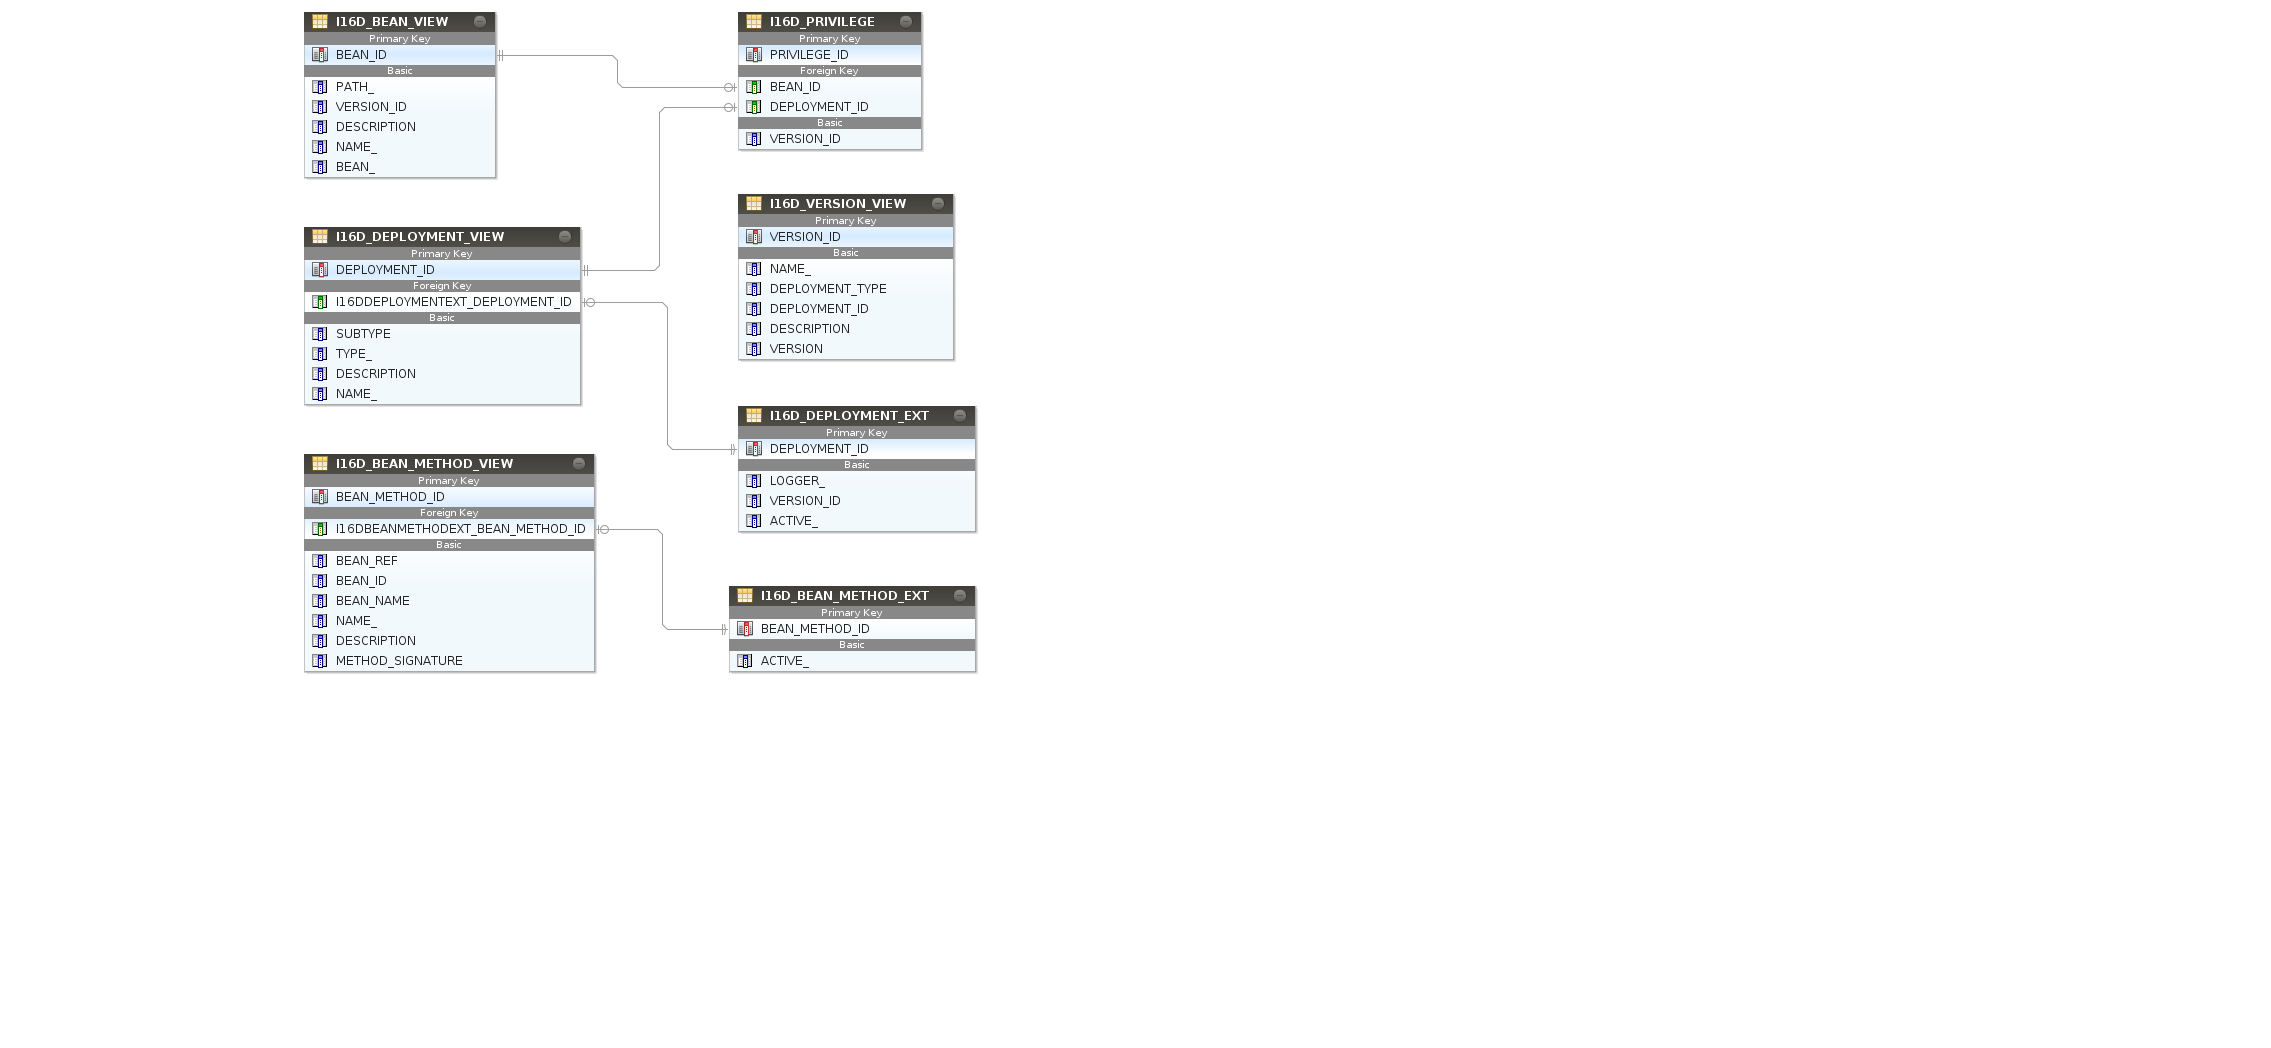 I16D_BEAN_VIEW
Primary Key
BEAN_ID
Basic
PATH_
VERSION_ID
DESCRIPTION
NAME_
BEAN_
I16D_PRIVILEGE
Primary Key
PRIVILEGE_ID
Foreign Key
BEAN_ID
DEPLOYMENT_ID
Basic
VERSION_ID
I16D_DEPLOYMENT_VIEW
Primary Key
DEPLOYMENT_ID
Foreign Key
I16DDEPLOYMENTEXT_DEPLOYMENT_ID
Basic
SUBTYPE
TYPE_
DESCRIPTION
NAME_
I16D_VERSION_VIEW
Primary Key
VERSION_ID
Basic
NAME_
DEPLOYMENT_TYPE
DEPLOYMENT_ID
DESCRIPTION
VERSION
I16D_DEPLOYMENT_EXT
Primary Key
DEPLOYMENT_ID
Basic
LOGGER_
VERSION_ID
ACTIVE_
I16D_BEAN_METHOD_VIEW
Primary Key
BEAN_METHOD_ID
Foreign Key
I16DBEANMETHODEXT_BEAN_METHOD_ID
Basic
BEAN_REF
BEAN_ID
BEAN_NAME
NAME_
DESCRIPTION
METHOD_SIGNATURE
I16D_BEAN_METHOD_EXT
Primary Key
BEAN_METHOD_ID
Basic
ACTIVE_